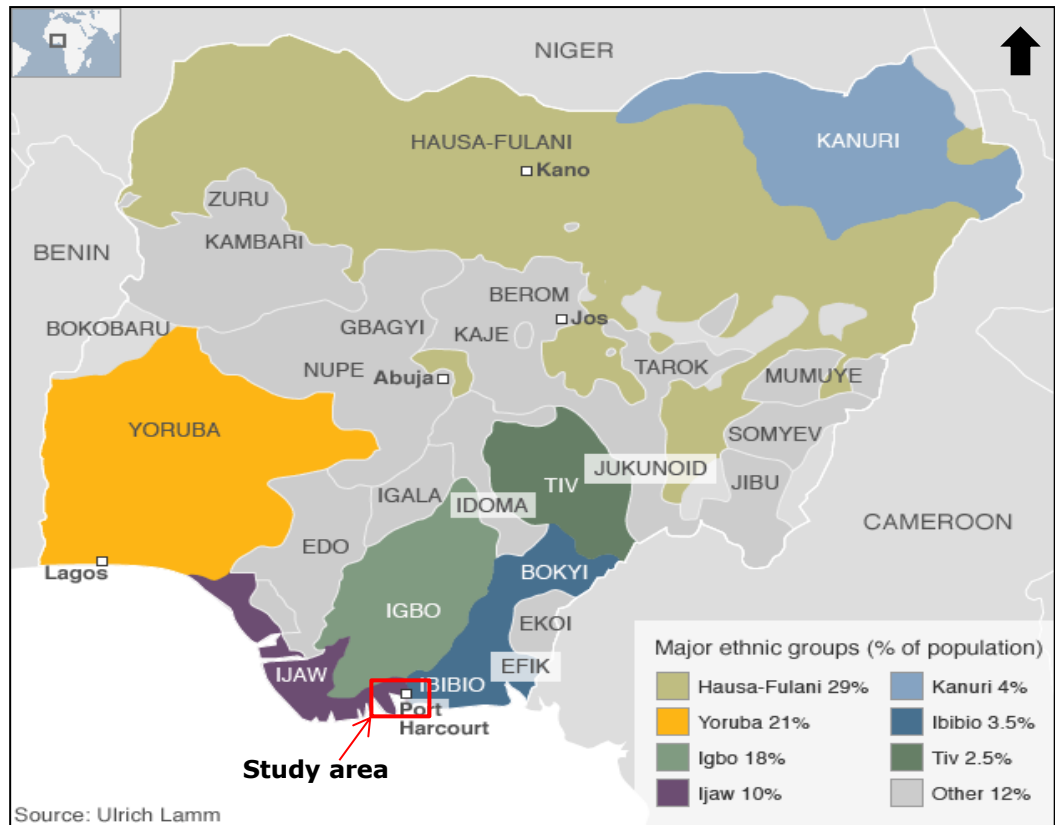 NIGER
HAUSA-FULANI
Kano
KANURI
ZURU
KAMBARI
BENIN
BEROM
Jos
BOKOBARU
GBAGYI
KAJE
NUPE
Abuja
TAROK
MUMUYE
YORUBA
SOMYEV
JUKUNOID
JIBU
TIV
IGALA
IDOMA
CAMEROON
EDO
Lagos
BOKYI
IGBO
EKOI
EFIK
IJAW
IBIBIO
Port
Harcourt
Study area
Major ethnic groups (% of population)
Hausa-Fulani 29%
Yoruba 21%
Igbo 18%
Ijaw 10%
Kanuri 4%
Ibibio 3.5%
Tiv 2.5%
Other 12%
Source: Ulrich Lamm